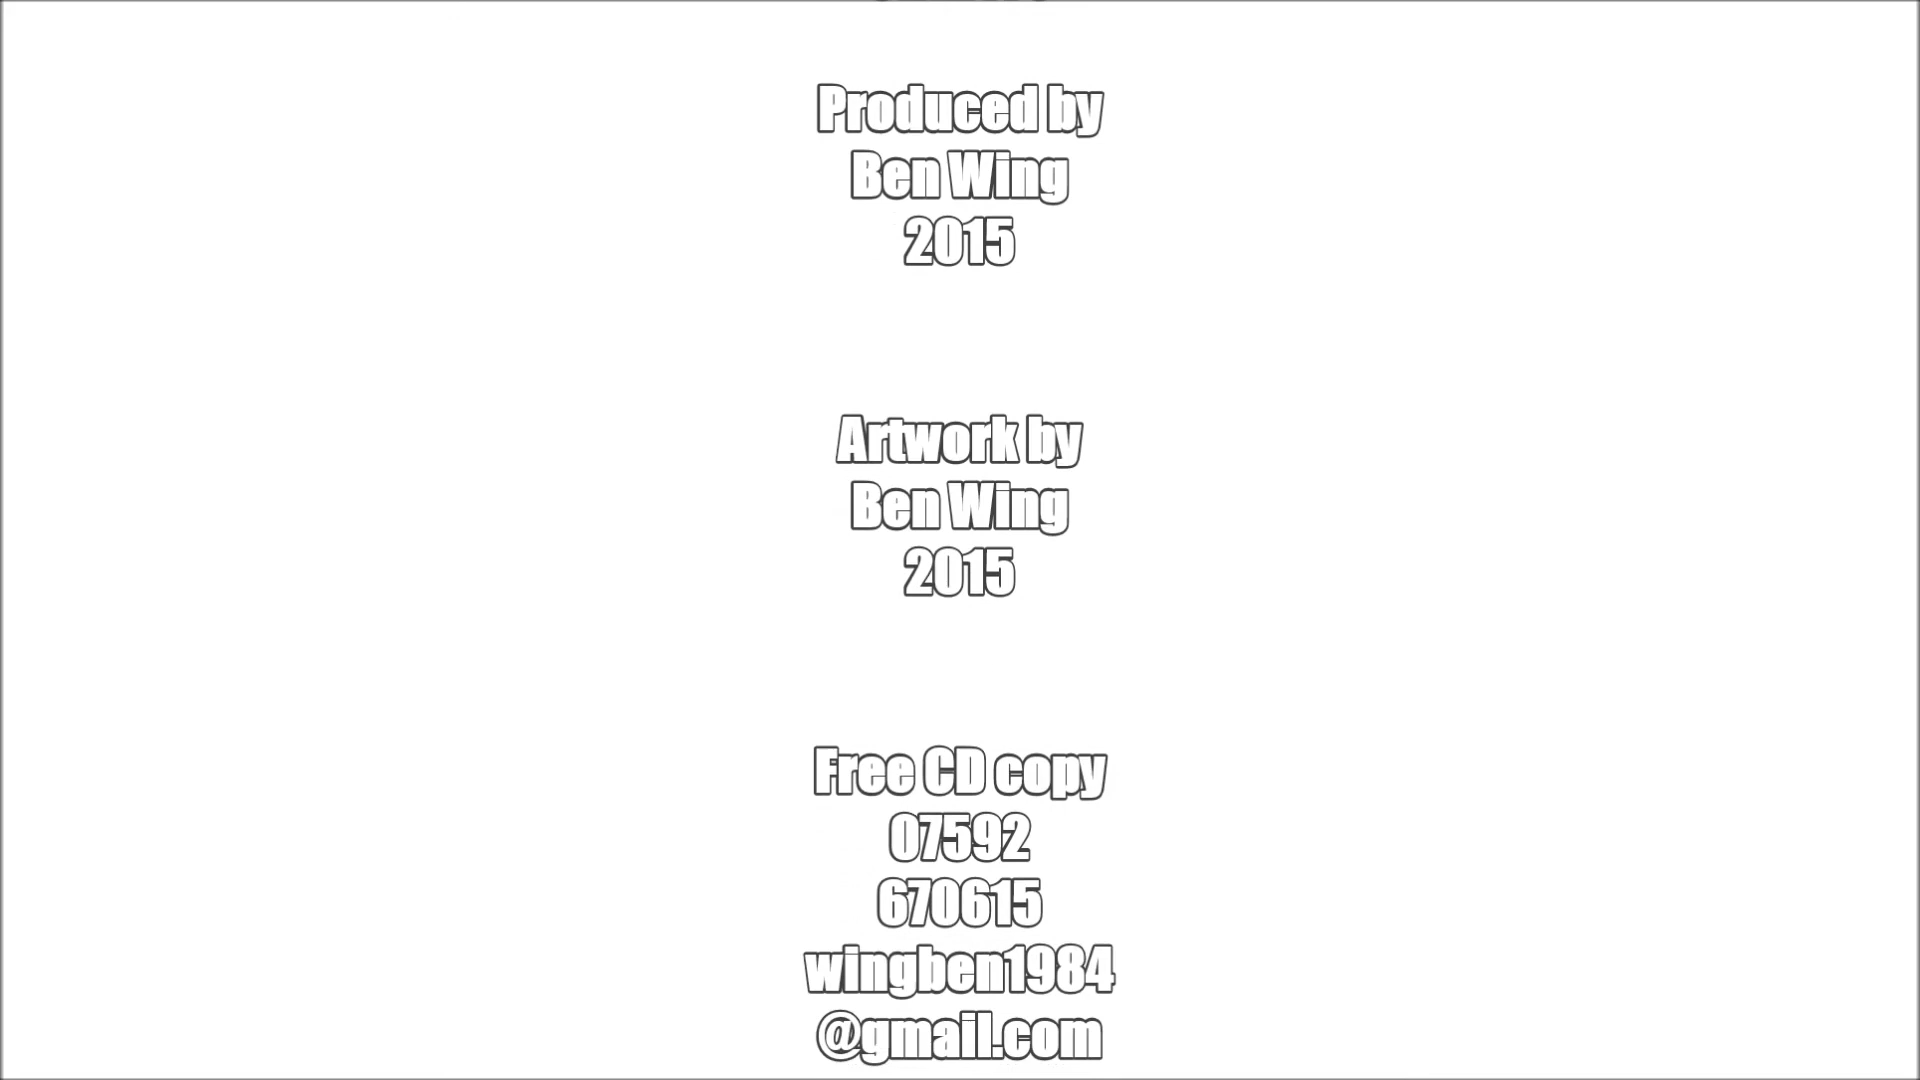 Produced by
Ben Wing
2015
Artwork by
Ben Wing
2015
Free CD copy
07592
670615
wingben1984
@gmail.com